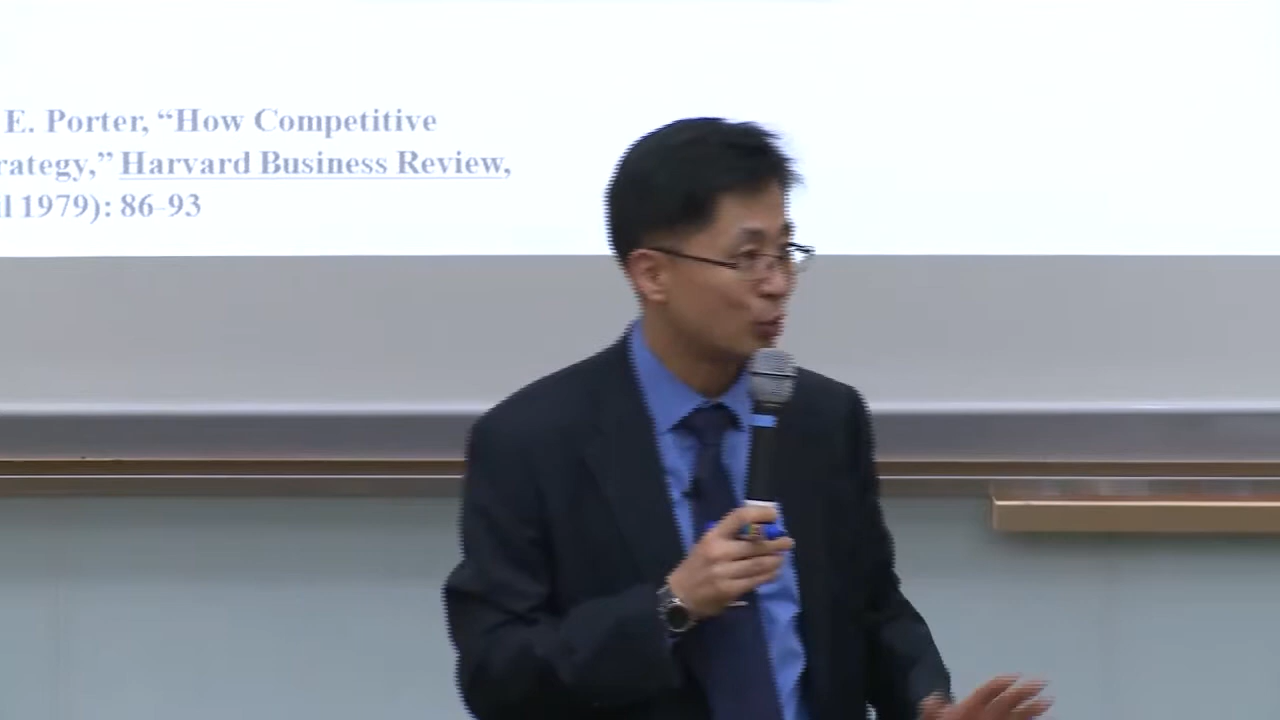 E. Porter, “How Competitive
rategy,” Harvard Business Review,
l 1979): 86-93